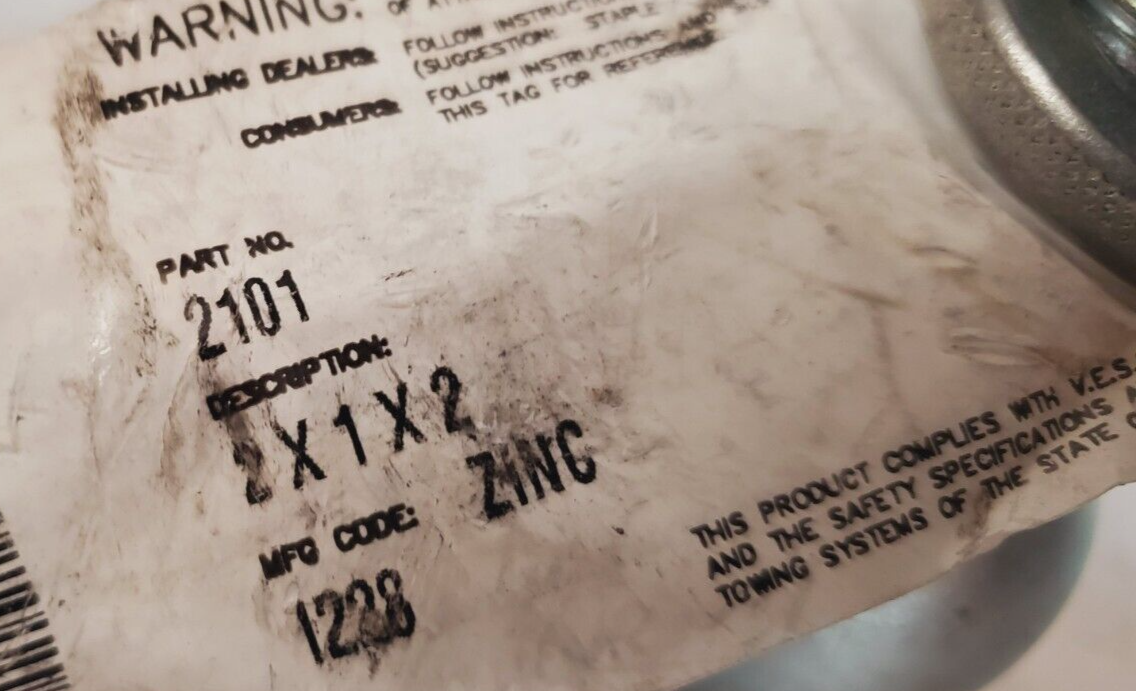 WARNING:
INSTALLING DEALERS: FOLLOW INSTRUCTIO
(SUGGESTION: STAPLE
CONSUMERS: FOLLOW INSTRUCTIONS AND
THIS TAG FOR REFERENCE
PART NO.
2101
DESCRIPTION:
X 1 X 2
ZINC
MFG CODE:
THIS PRODUCT COMPLIES WITH V.E.S.
AND THE SAFETY SPECIFICATIONS
TOWING SYSTEMS OF THE STATE